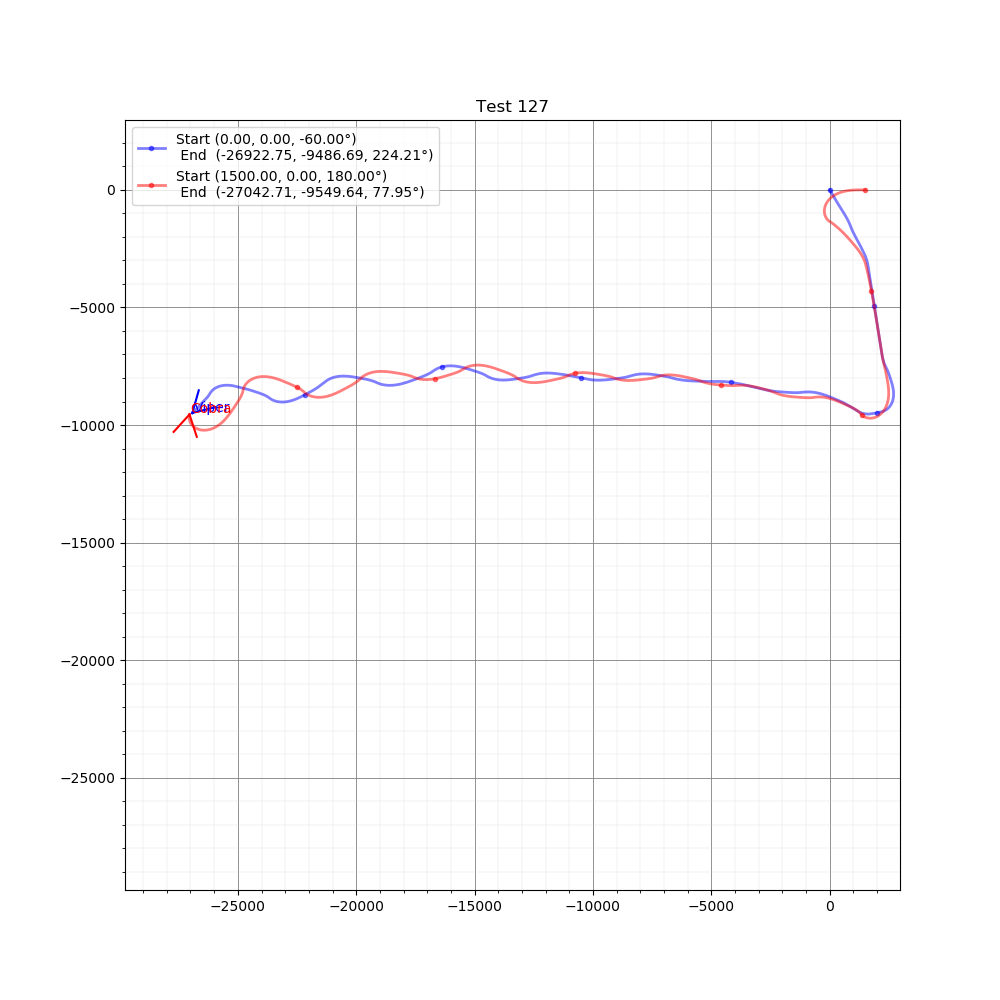 Test 127
Start (0.00, 0.00, -60.00°)
End  (-26922.75, -9486.69, 224.21°)
Start (1500.00, 0.00, 180.00°)
End  (-27042.71, -9549.64, 77.95°)
0
−5000
−10000
−15000
−20000
−25000
−25000
−20000
−15000
−10000
−5000
0